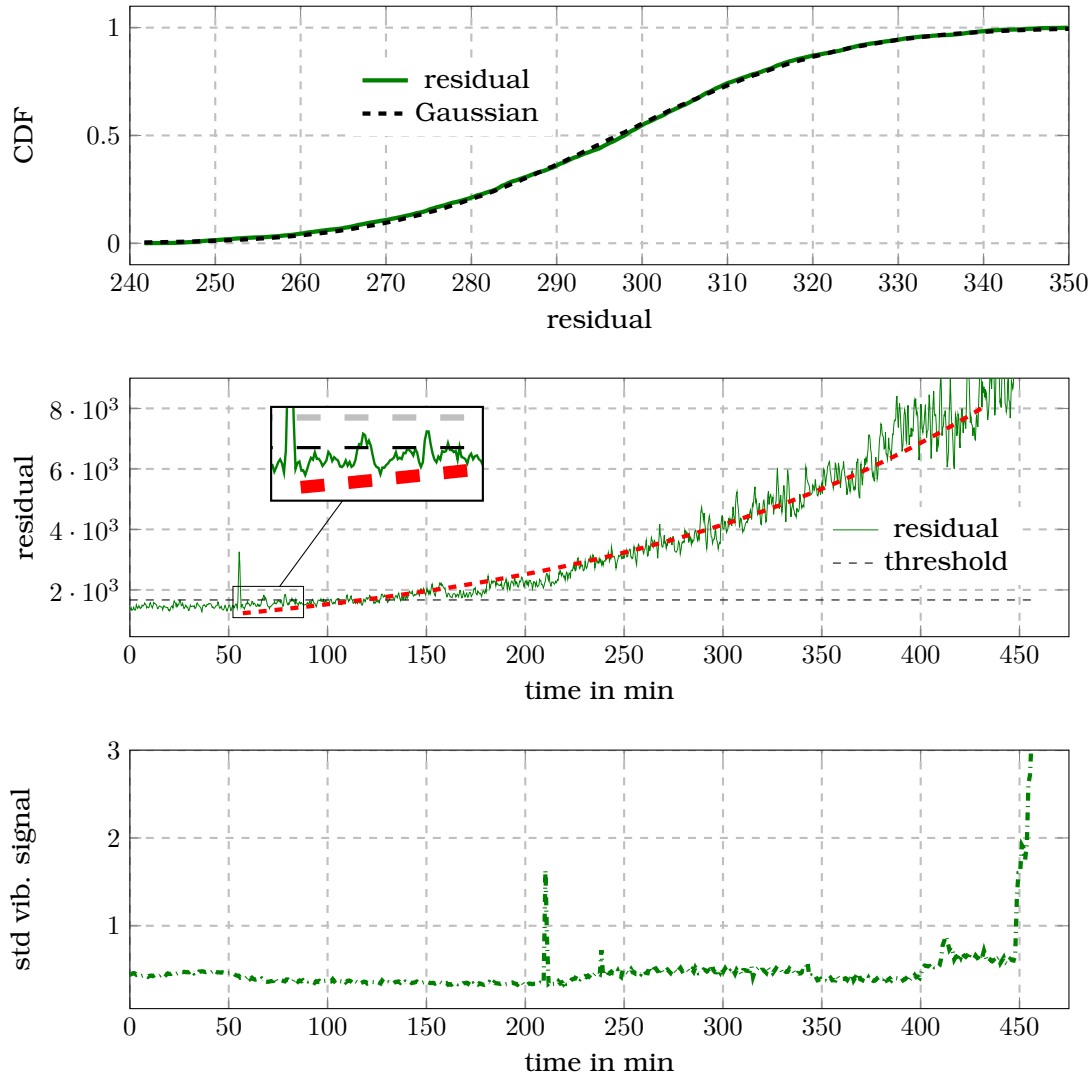 CDF
1
0.5
0
residual
Gaussian
240 250 260 270 280 290 300 310 320 330 340 350
residual
residual
8 · 10³
6 · 10³
4 · 10³
2 · 10³
residual
threshold
0 50 100 150 200 250 300 350 400 450
time in min
std vib. signal
3
2
1
0 50 100 150 200 250 300 350 400 450
time in min